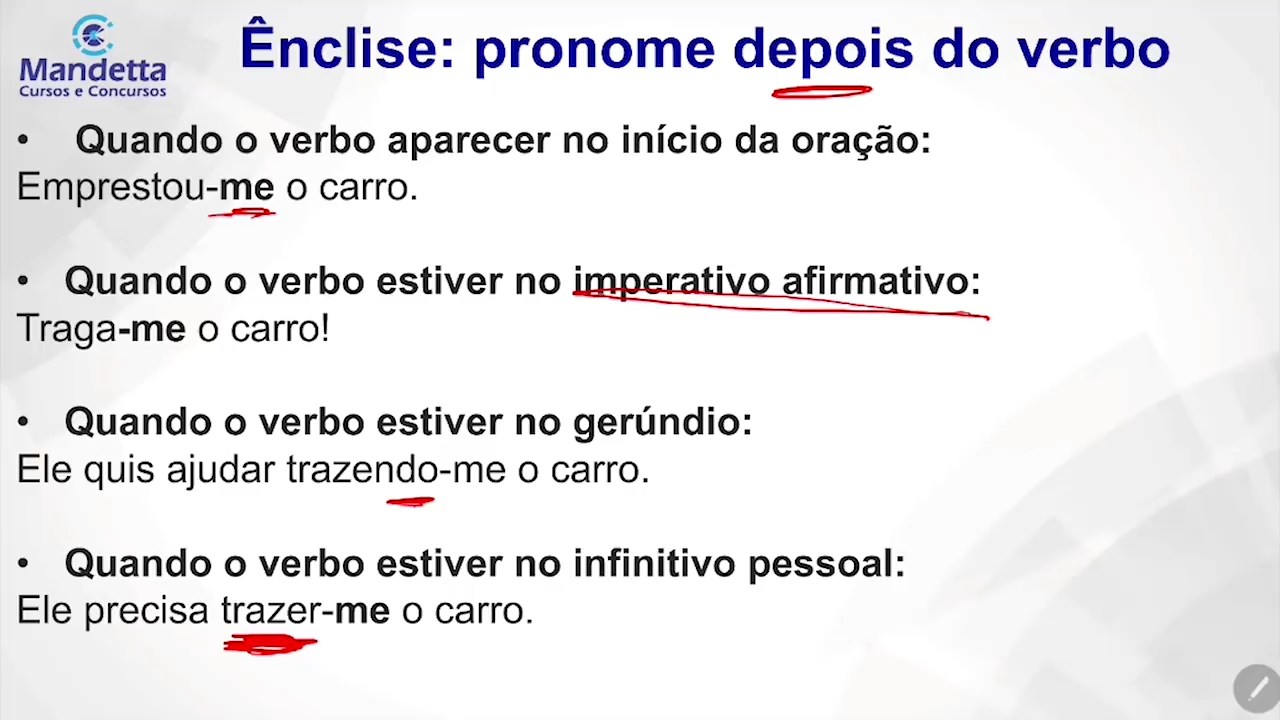 Mandetta
Cursos e Concursos
Ênclise: pronome depois do verbo
• Quando o verbo aparecer no início da oração:
Emprestou-me o carro.
• Quando o verbo estiver no imperativo afirmativo:
Traga-me o carro!
• Quando o verbo estiver no gerúndio:
Ele quis ajudar trazendo-me o carro.
• Quando o verbo estiver no infinitivo pessoal:
Ele precisa trazer-me o carro.